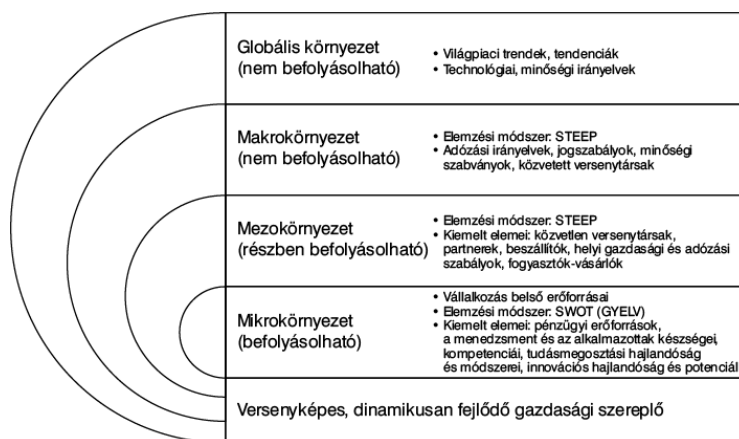 Globális környezet
(nem befolyásolható)
• Világpiaci trendek, tendenciák
• Technológiai, minőségi irányelvek
Makrokörnyezet
(nem befolyásolható)
• Elemzési módszer: STEEP
• Adózási irányelvek, jogszabályok, minőségi
szabványok, közvetett versenytársak
Mezokörnyezet
(részben befolyásolható)
• Elemzési módszer: STEEP
• Kiemelt elemei: közvetlen versenytársak,
partnerek, beszállítók, helyi gazdasági és adózási
szabályok, fogyasztók-vásárlók
Mikrokörnyezet
(befolyásolható)
• Vállalkozás belső erőforrásai
• Elemzési módszer: SWOT (GYELV)
• Kiemelt elemei: pénzügyi erőforrások,
a menedzsment és az alkalmazottak készségei,
kompetenciái, tudásmegosztási hajlandóság
és módszerei, innovációs hajlandóság és potenciál
Versenyképes, dinamikusan fejlődő gazdasági szereplő